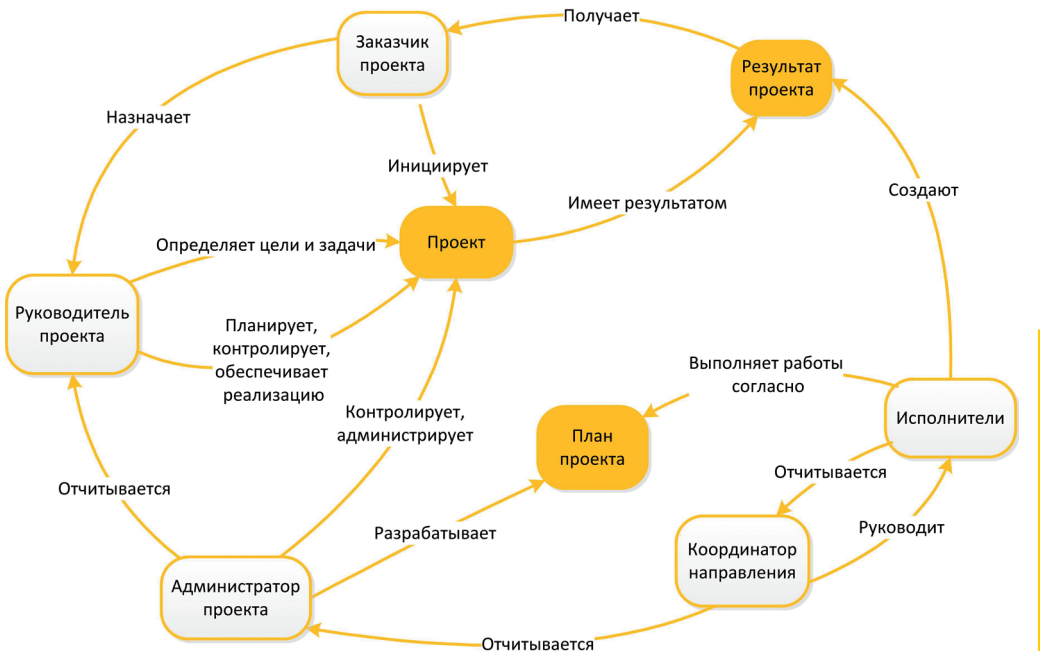 Получает
Заказчик
проекта
Результат
проекта
Назначает
Инициирует
Создают
Имеет результатом
Определяет цели и задачи
Проект
Руководитель
проекта
Планирует,
контролирует,
обеспечивает
реализацию
Выполняет работы
согласно
Контролирует,
администрирует
План
проекта
Исполнители
Отчитывается
Отчитывается
Разрабатывает
Руководит
Координатор
направления
Администратор
проекта
Отчитывается